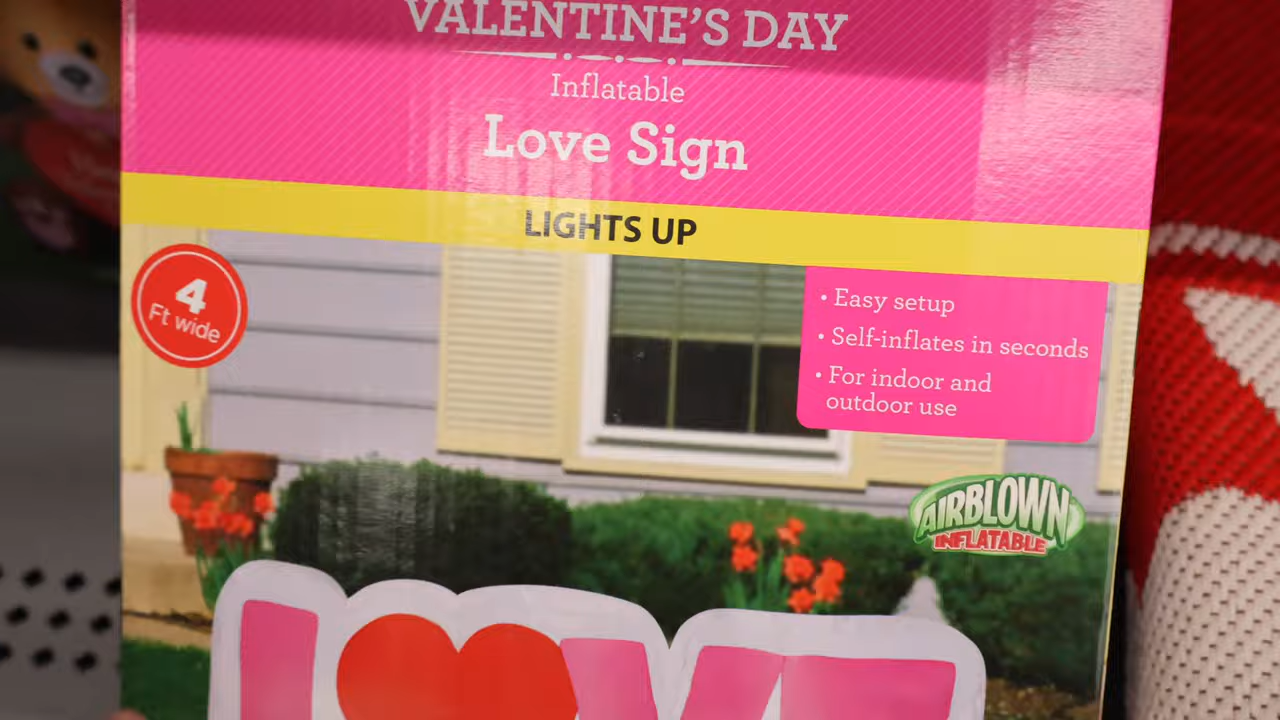 VALENTINE'S DAY
Inflatable
Love Sign
LIGHTS UP
4
Ft wide
• Easy setup
• Self-inflates in seconds
• For indoor and
outdoor use
AIRBLOWN
INFLATABLE
LOVE